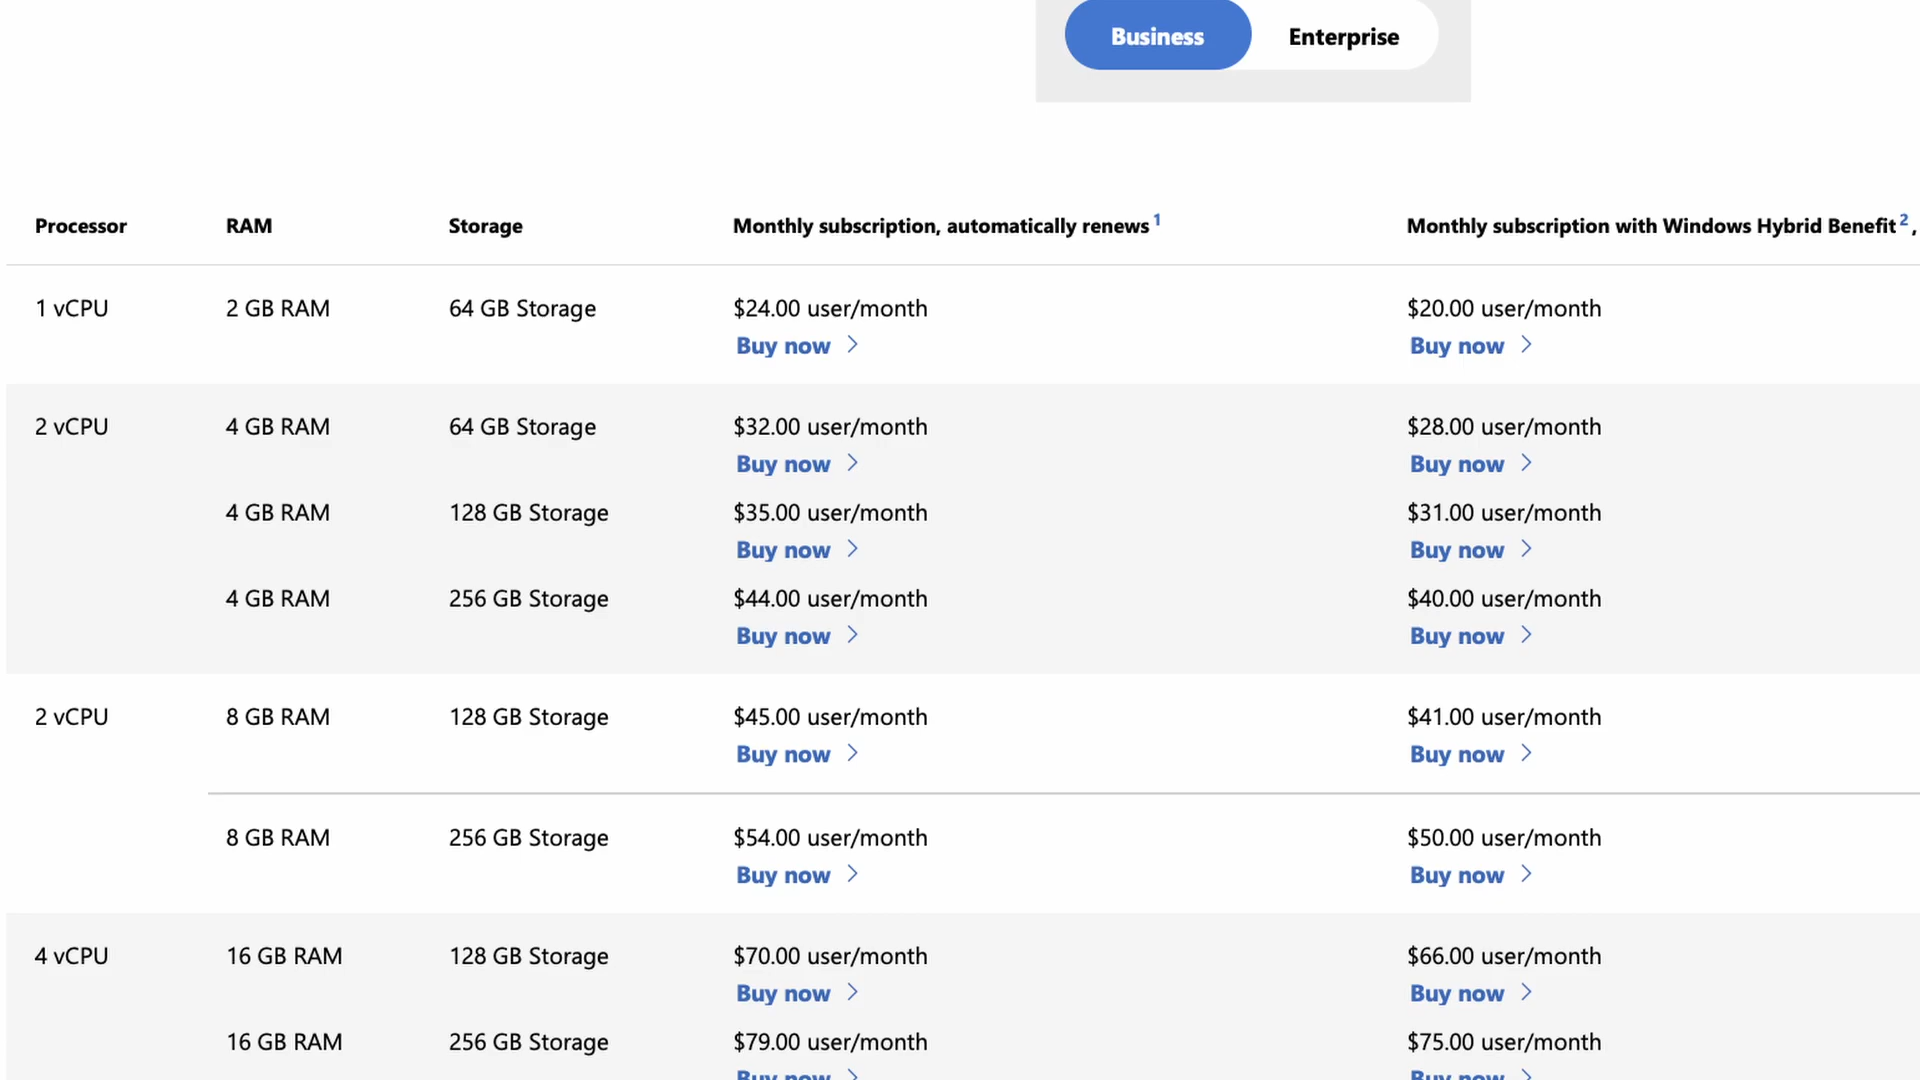 Business Enterprise
Processor RAM Storage Monthly subscription, automatically renews 1 Monthly subscription with Windows Hybrid Benefit 2,
1 vCPU 2 GB RAM 64 GB Storage $24.00 user/month $20.00 user/month
Buy now Buy now
2 vCPU 4 GB RAM 64 GB Storage $32.00 user/month $28.00 user/month
Buy now Buy now
4 GB RAM 128 GB Storage $35.00 user/month $31.00 user/month
Buy now Buy now
4 GB RAM 256 GB Storage $44.00 user/month $40.00 user/month
Buy now Buy now
2 vCPU 8 GB RAM 128 GB Storage $45.00 user/month $41.00 user/month
Buy now Buy now
8 GB RAM 256 GB Storage $54.00 user/month $50.00 user/month
Buy now Buy now
4 vCPU 16 GB RAM 128 GB Storage $70.00 user/month $66.00 user/month
Buy now Buy now
16 GB RAM 256 GB Storage $79.00 user/month $75.00 user/month
Buy now Buy now